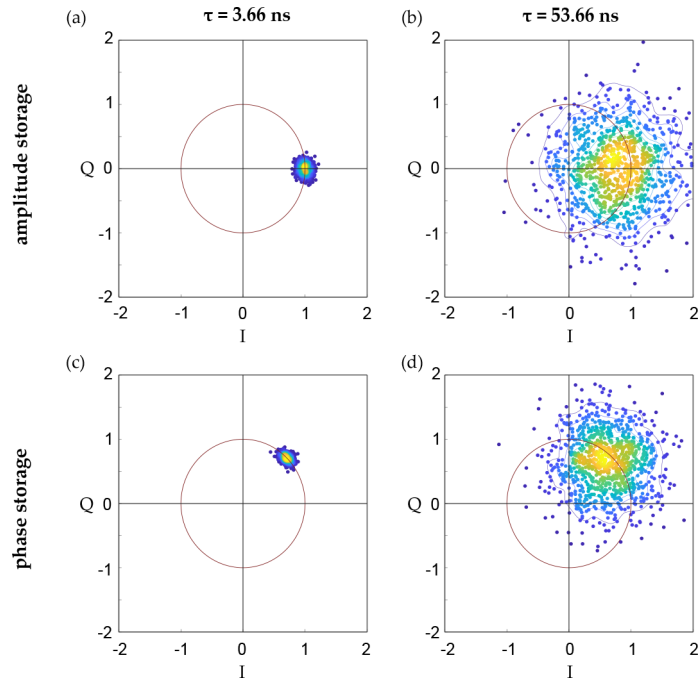 τ = 3.66 ns
τ = 53.66 ns
(a)
(b)
amplitude storage
2
1
Q 0
-1
-2
-2 -1 0 1 2
I
2
1
Q 0
-1
-2
-2 -1 0 1 2
I
(c)
(d)
phase storage
2
1
Q 0
-1
-2
-2 -1 0 1 2
I
2
1
Q 0
-1
-2
-2 -1 0 1 2
I